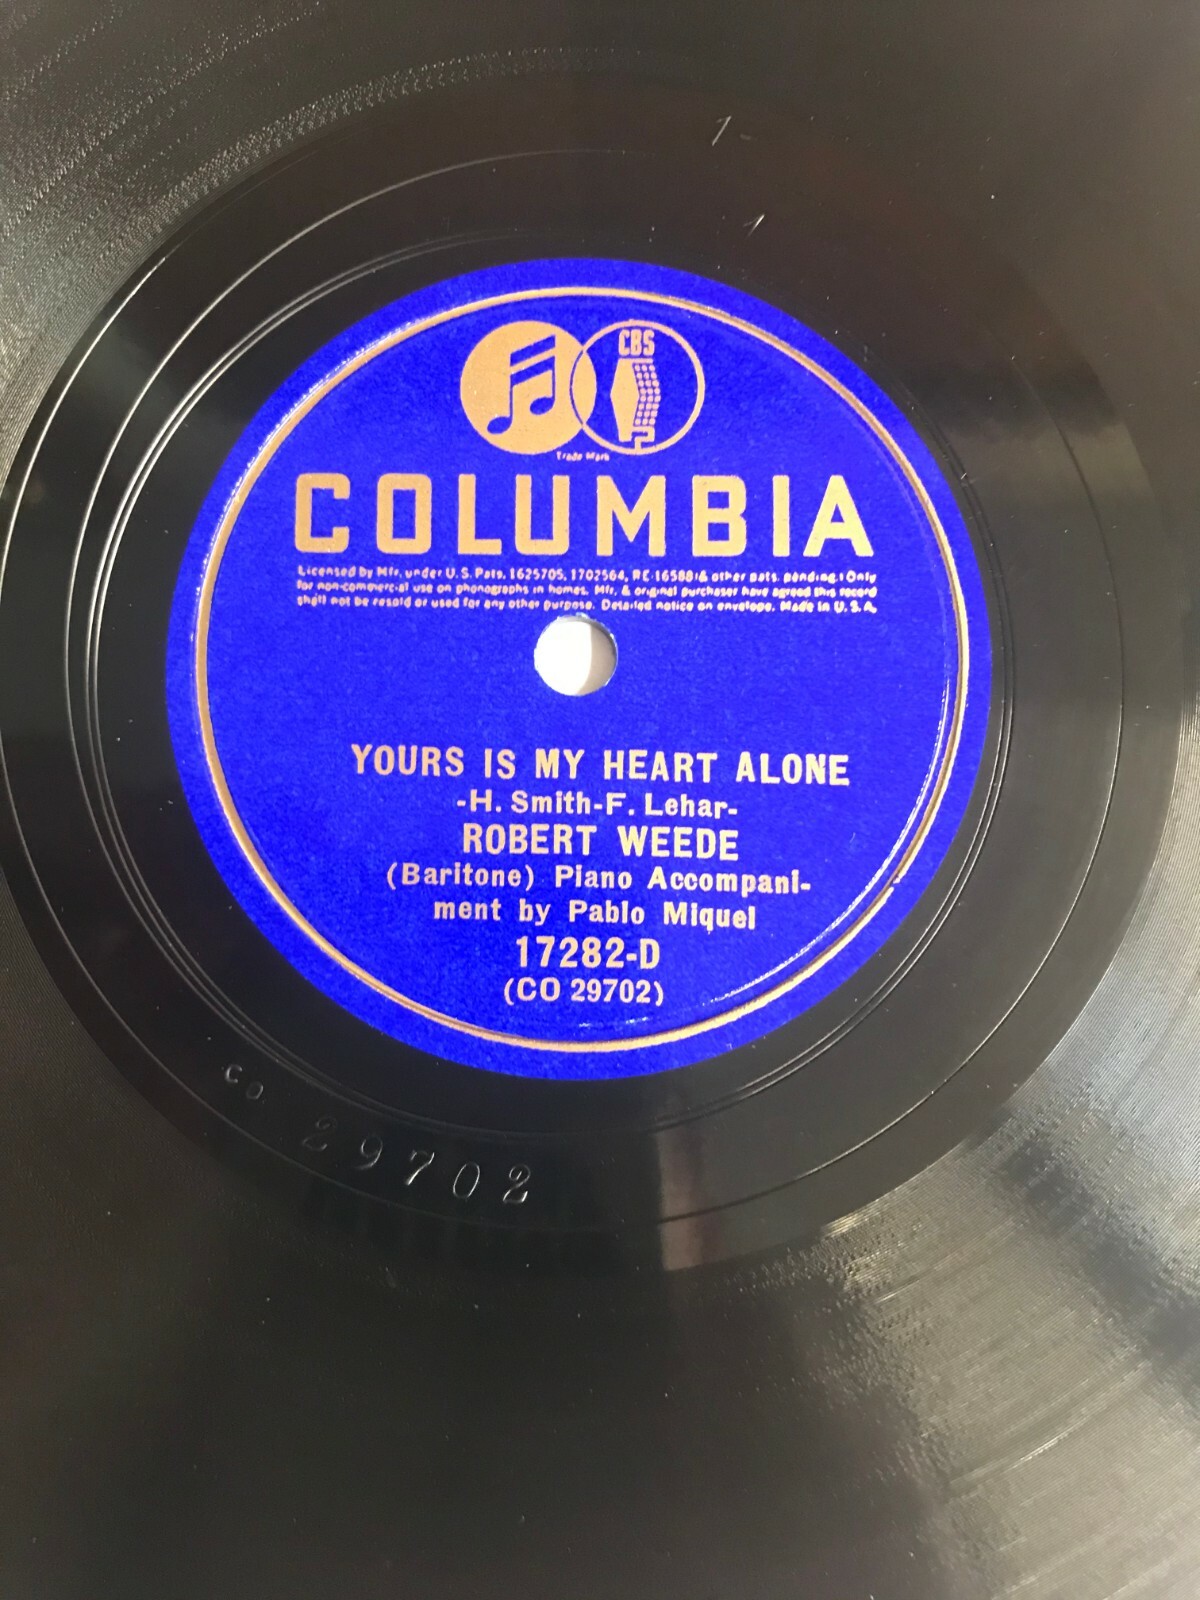 CBS
Trade Mark
COLUMBIA
Licensed by Mfr. under U.S. Pats. 1625705, 1702564, RE 16588 (& other pats. pending.) Only
for non-commercial use on phonographs in homes. Mfr. & original purchaser have agreed this record
shall not be resold or used for any other purpose. Detailed notice on envelope. Made in U.S.A.
YOURS IS MY HEART ALONE
-H. Smith-F. Lehar-
ROBERT WEEDE
(Baritone) Piano Accompani-
ment by Pablo Miquel
17282-D
(CO 29702)
CO 29702